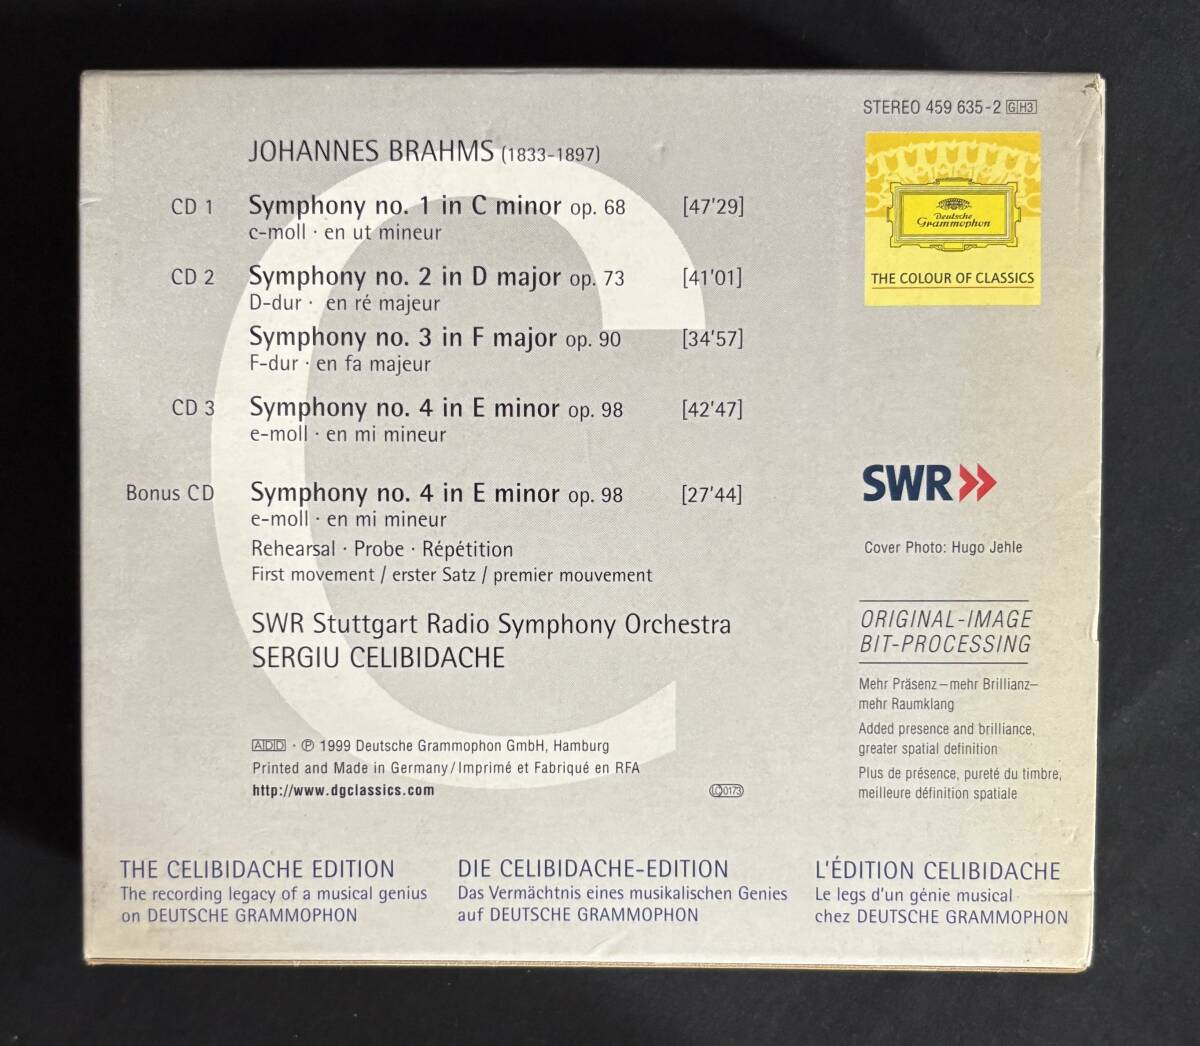 STEREO 459 635-2 GH3
JOHANNES BRAHMS (1833-1897)
CD 1 Symphony no. 1 in C minor op. 68 [47'29]
c-moll · en ut mineur
CD 2 Symphony no. 2 in D major op. 73 [41'01]
D-dur · en ré majeur
Symphony no. 3 in F major op. 90 [34'57]
F-dur · en fa majeur
CD 3 Symphony no. 4 in E minor op. 98 [42'47]
e-moll · en mi mineur
Bonus CD Symphony no. 4 in E minor op. 98 [27'44]
e-moll · en mi mineur
Rehearsal · Probe · Répétition
First movement / erster Satz / premier mouvement
SWR Stuttgart Radio Symphony Orchestra
SERGIU CELIBIDACHE
ADD · ℗ 1999 Deutsche Grammophon GmbH, Hamburg
Printed and Made in Germany/Imprimé et Fabriqué en RFA
http://www.dgclassics.com
LC 0173
Deutsche
Grammophon
THE COLOUR OF CLASSICS
SWR
Cover Photo: Hugo Jehle
ORIGINAL-IMAGE
BIT-PROCESSING
Mehr Präsenz – mehr Brillianz –
mehr Raumklang
Added presence and brilliance,
greater spatial definition
Plus de présence, pureté du timbre,
meilleure définition spatiale
THE CELIBIDACHE EDITION
The recording legacy of a musical genius
on DEUTSCHE GRAMMOPHON
DIE CELIBIDACHE-EDITION
Das Vermächtnis eines musikalischen Genies
auf DEUTSCHE GRAMMOPHON
L'ÉDITION CELIBIDACHE
Le legs d'un génie musical
chez DEUTSCHE GRAMMOPHON